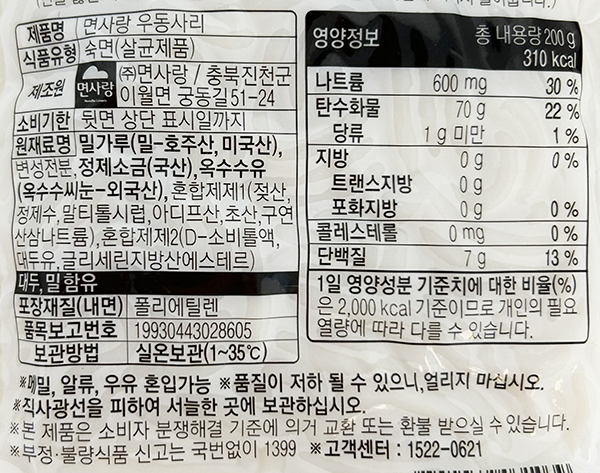 제품명 면사랑 우동사리
식품유형 숙면(살균제품)
제조원 면사랑 ㈜면사랑 / 충북진천군
이월면 궁동길51-24
소비기한 뒷면 상단 표시일까지
원재료명 밀가루(밀-호주산, 미국산),
변성전분, 정제소금(국산), 옥수수유
(옥수수씨눈-외국산), 혼합제제1(젖산,
정제수, 말티톨시럽, 아디프산, 초산, 구연
산삼나트륨), 혼합제제2(D-소비톨액,
대두유, 글리세린지방산에스테르)
대두, 밀 함유
포장재질(내면) 폴리에틸렌
품목보고번호 19930443028605
보관방법 실온보관(1~35℃)
영양정보 총 내용량 200 g
310 kcal
나트륨 600 mg 30 %
탄수화물 70 g 22 %
당류 1 g 미만 1 %
지방 0 g 0 %
트랜스지방 0 g
포화지방 0 g 0 %
콜레스테롤 0 mg 0 %
단백질 7 g 13 %
1일 영양성분 기준치에 대한 비율(%)
은 2,000 kcal 기준이므로 개인의 필요
열량에 따라 다를 수 있습니다.
※메밀, 알류, 우유 혼입가능 ※품질이 저하 될 수 있으니, 얼리지 마십시오.
※직사광선을 피하여 서늘한 곳에 보관하십시오.
※본 제품은 소비자 분쟁해결 기준에 의거 교환 또는 환불 받으실 수 있습니다.
※부정·불량식품 신고는 국번없이 1399 ※고객센터 : 1522-0621